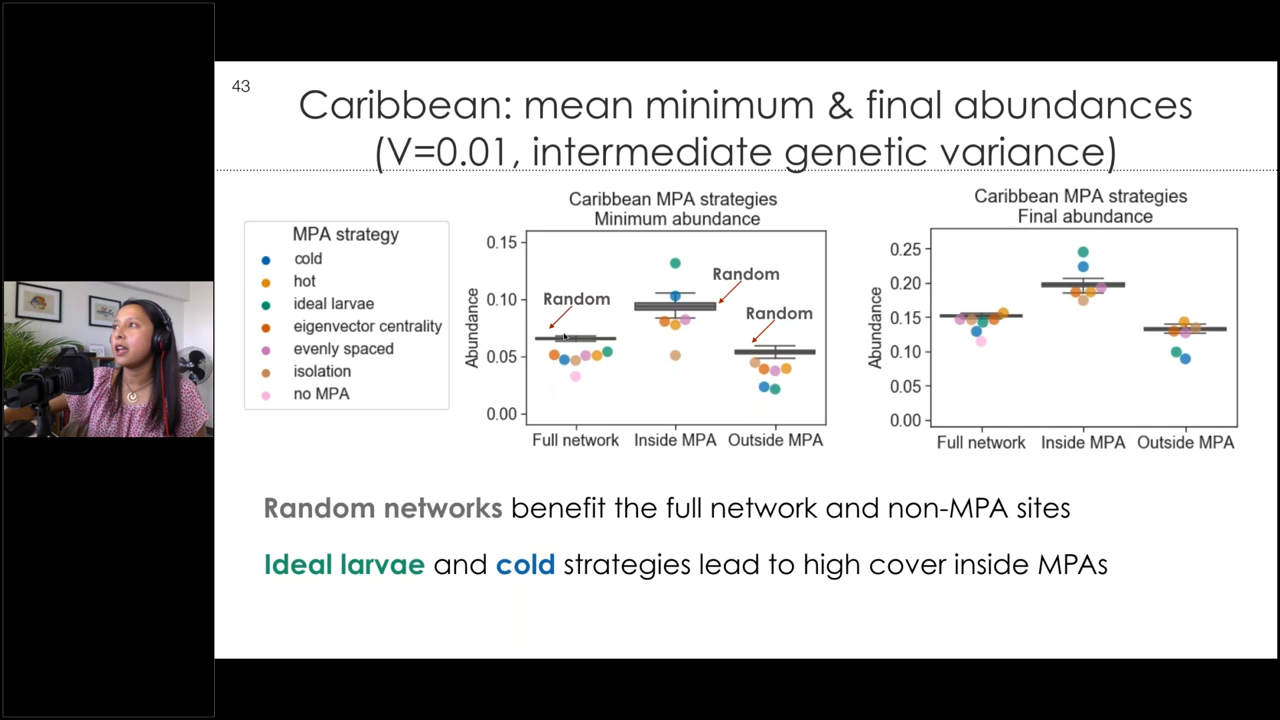 43
Caribbean: mean minimum & final abundances
(V=0.01, intermediate genetic variance)
MPA strategy
cold
hot
ideal larvae
eigenvector centrality
evenly spaced
isolation
no MPA
Caribbean MPA strategies
Minimum abundance
Abundance
0.15
0.10
0.05
0.00
Random
Random
Random
Full network
Inside MPA
Outside MPA
Caribbean MPA strategies
Final abundance
Abundance
0.25
0.20
0.15
0.10
0.05
0.00
Full network
Inside MPA
Outside MPA
Random networks benefit the full network and non-MPA sites
Ideal larvae and cold strategies lead to high cover inside MPAs